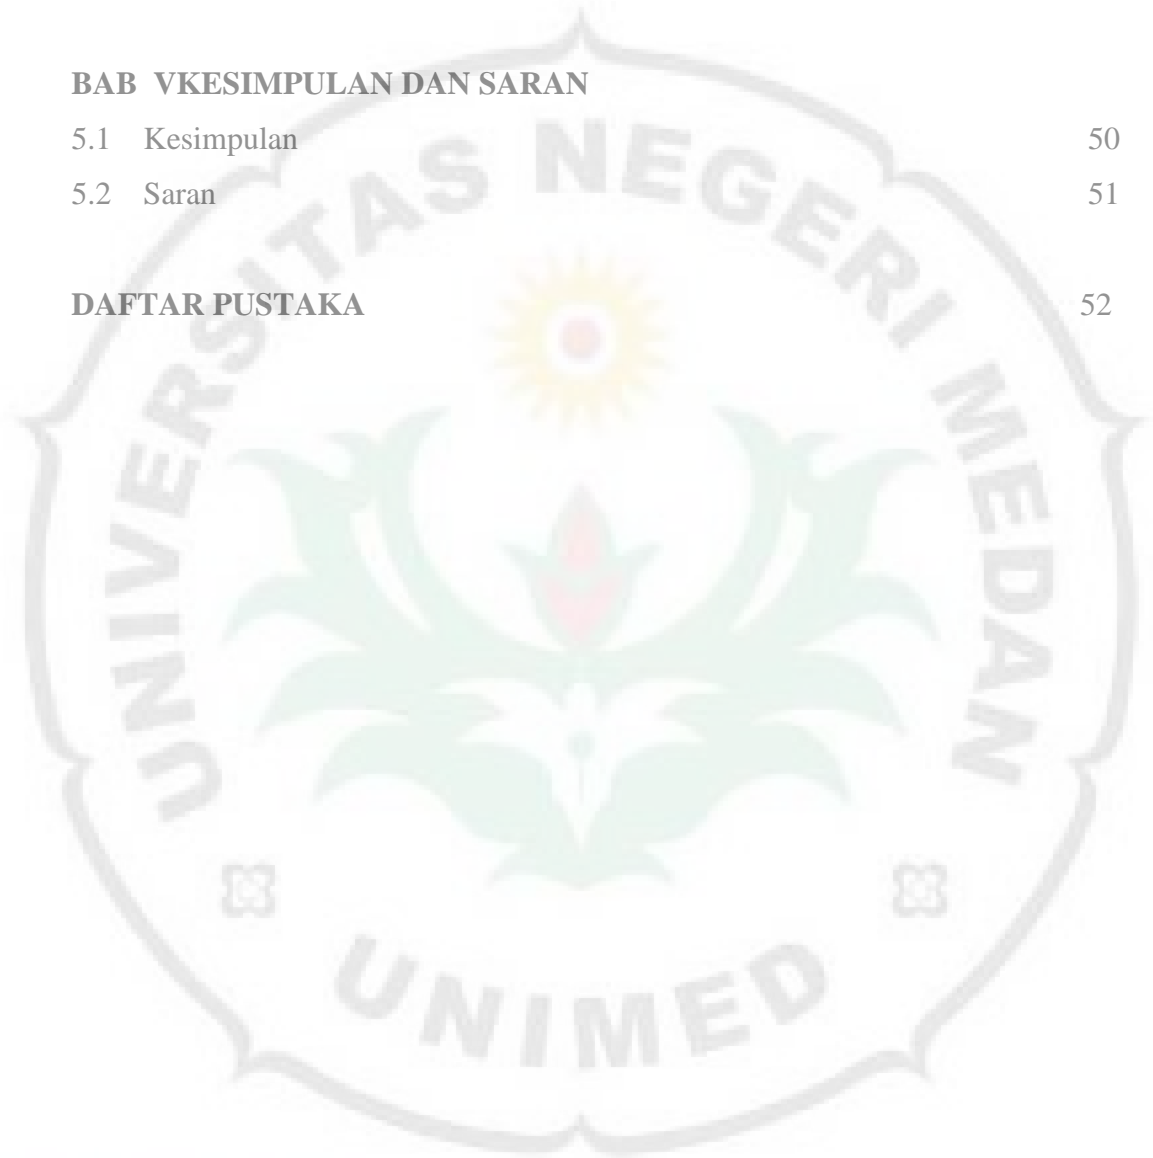 BAB VKESIMPULAN DAN SARAN
5.1 Kesimpulan 50
5.2 Saran 51
DAFTAR PUSTAKA 52
UNIVERSITAS NEGERI MEDAN
UNIMED